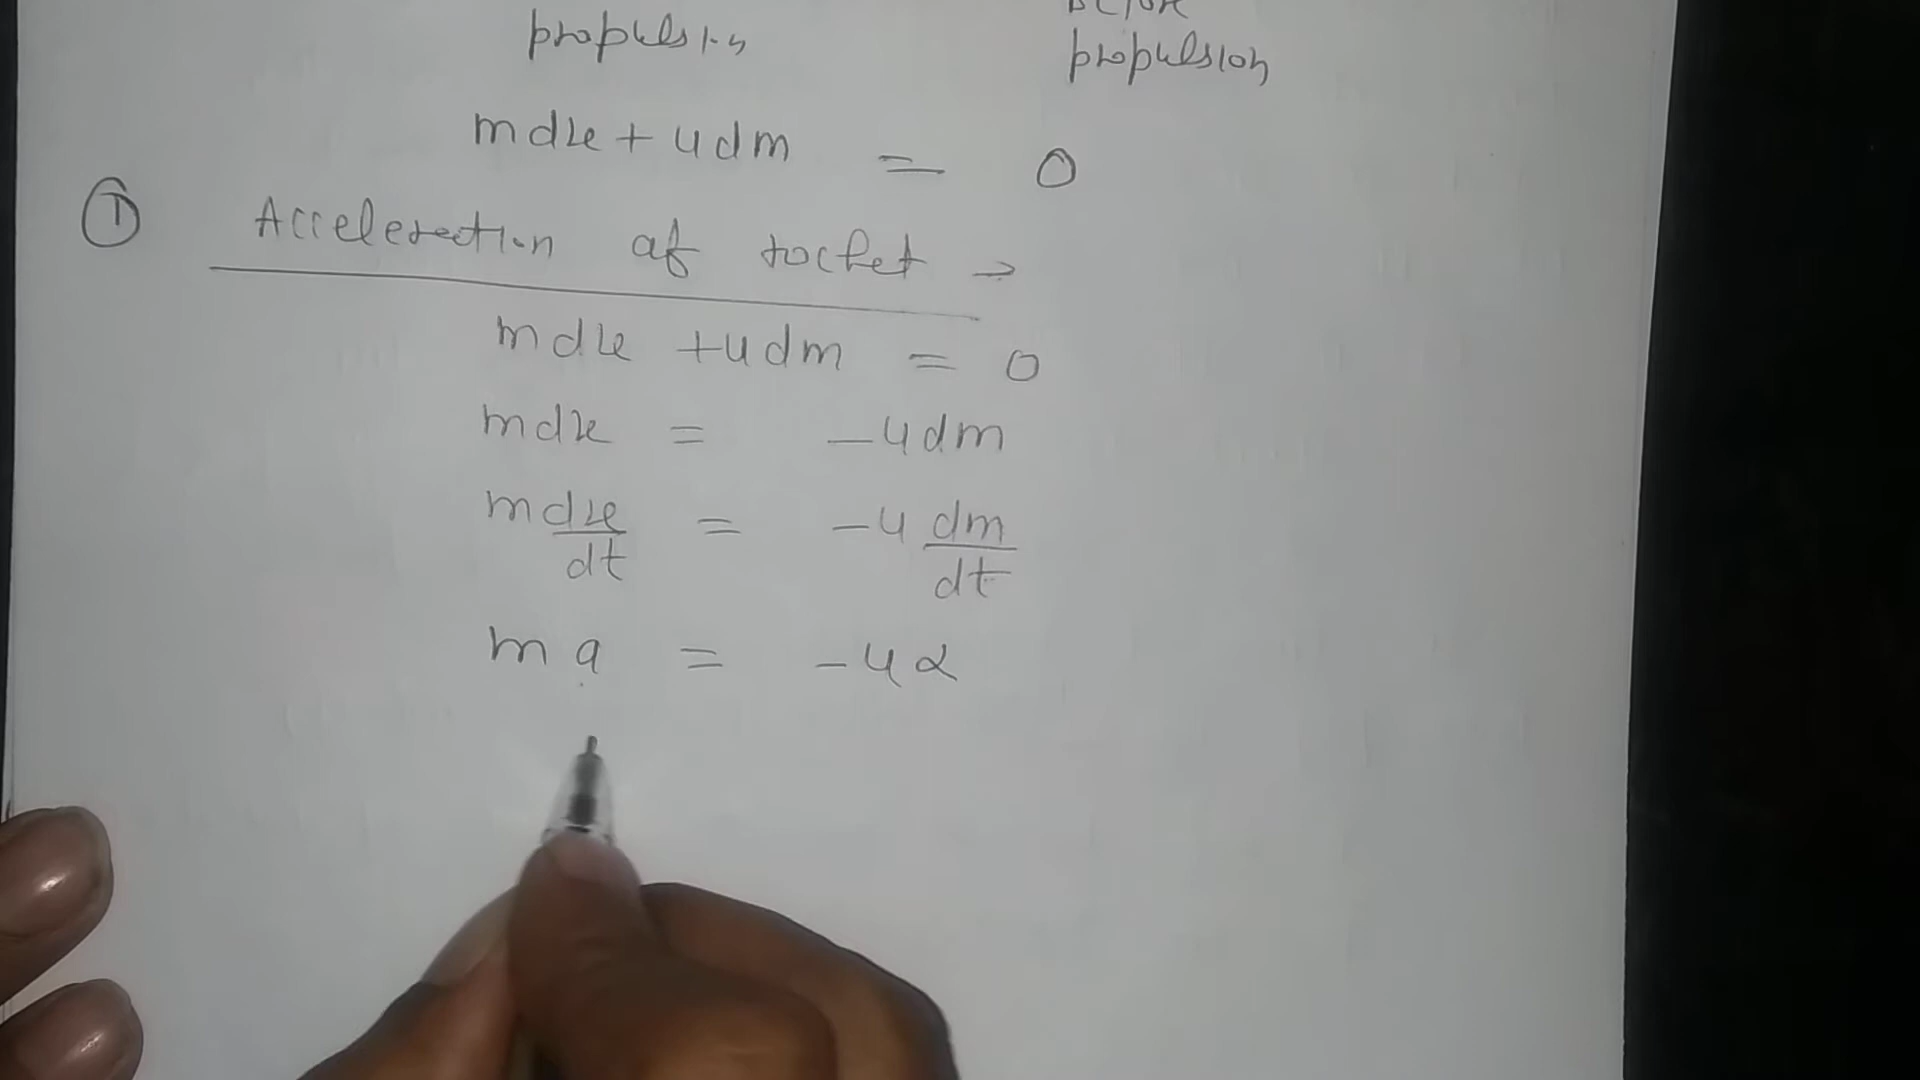 propulsion
propulsion
mdv + udm = 0
① Acceleration of rocket →
mdv + udm = 0
mdv = -udm
m dv/dt = -u dm/dt
ma = -uα